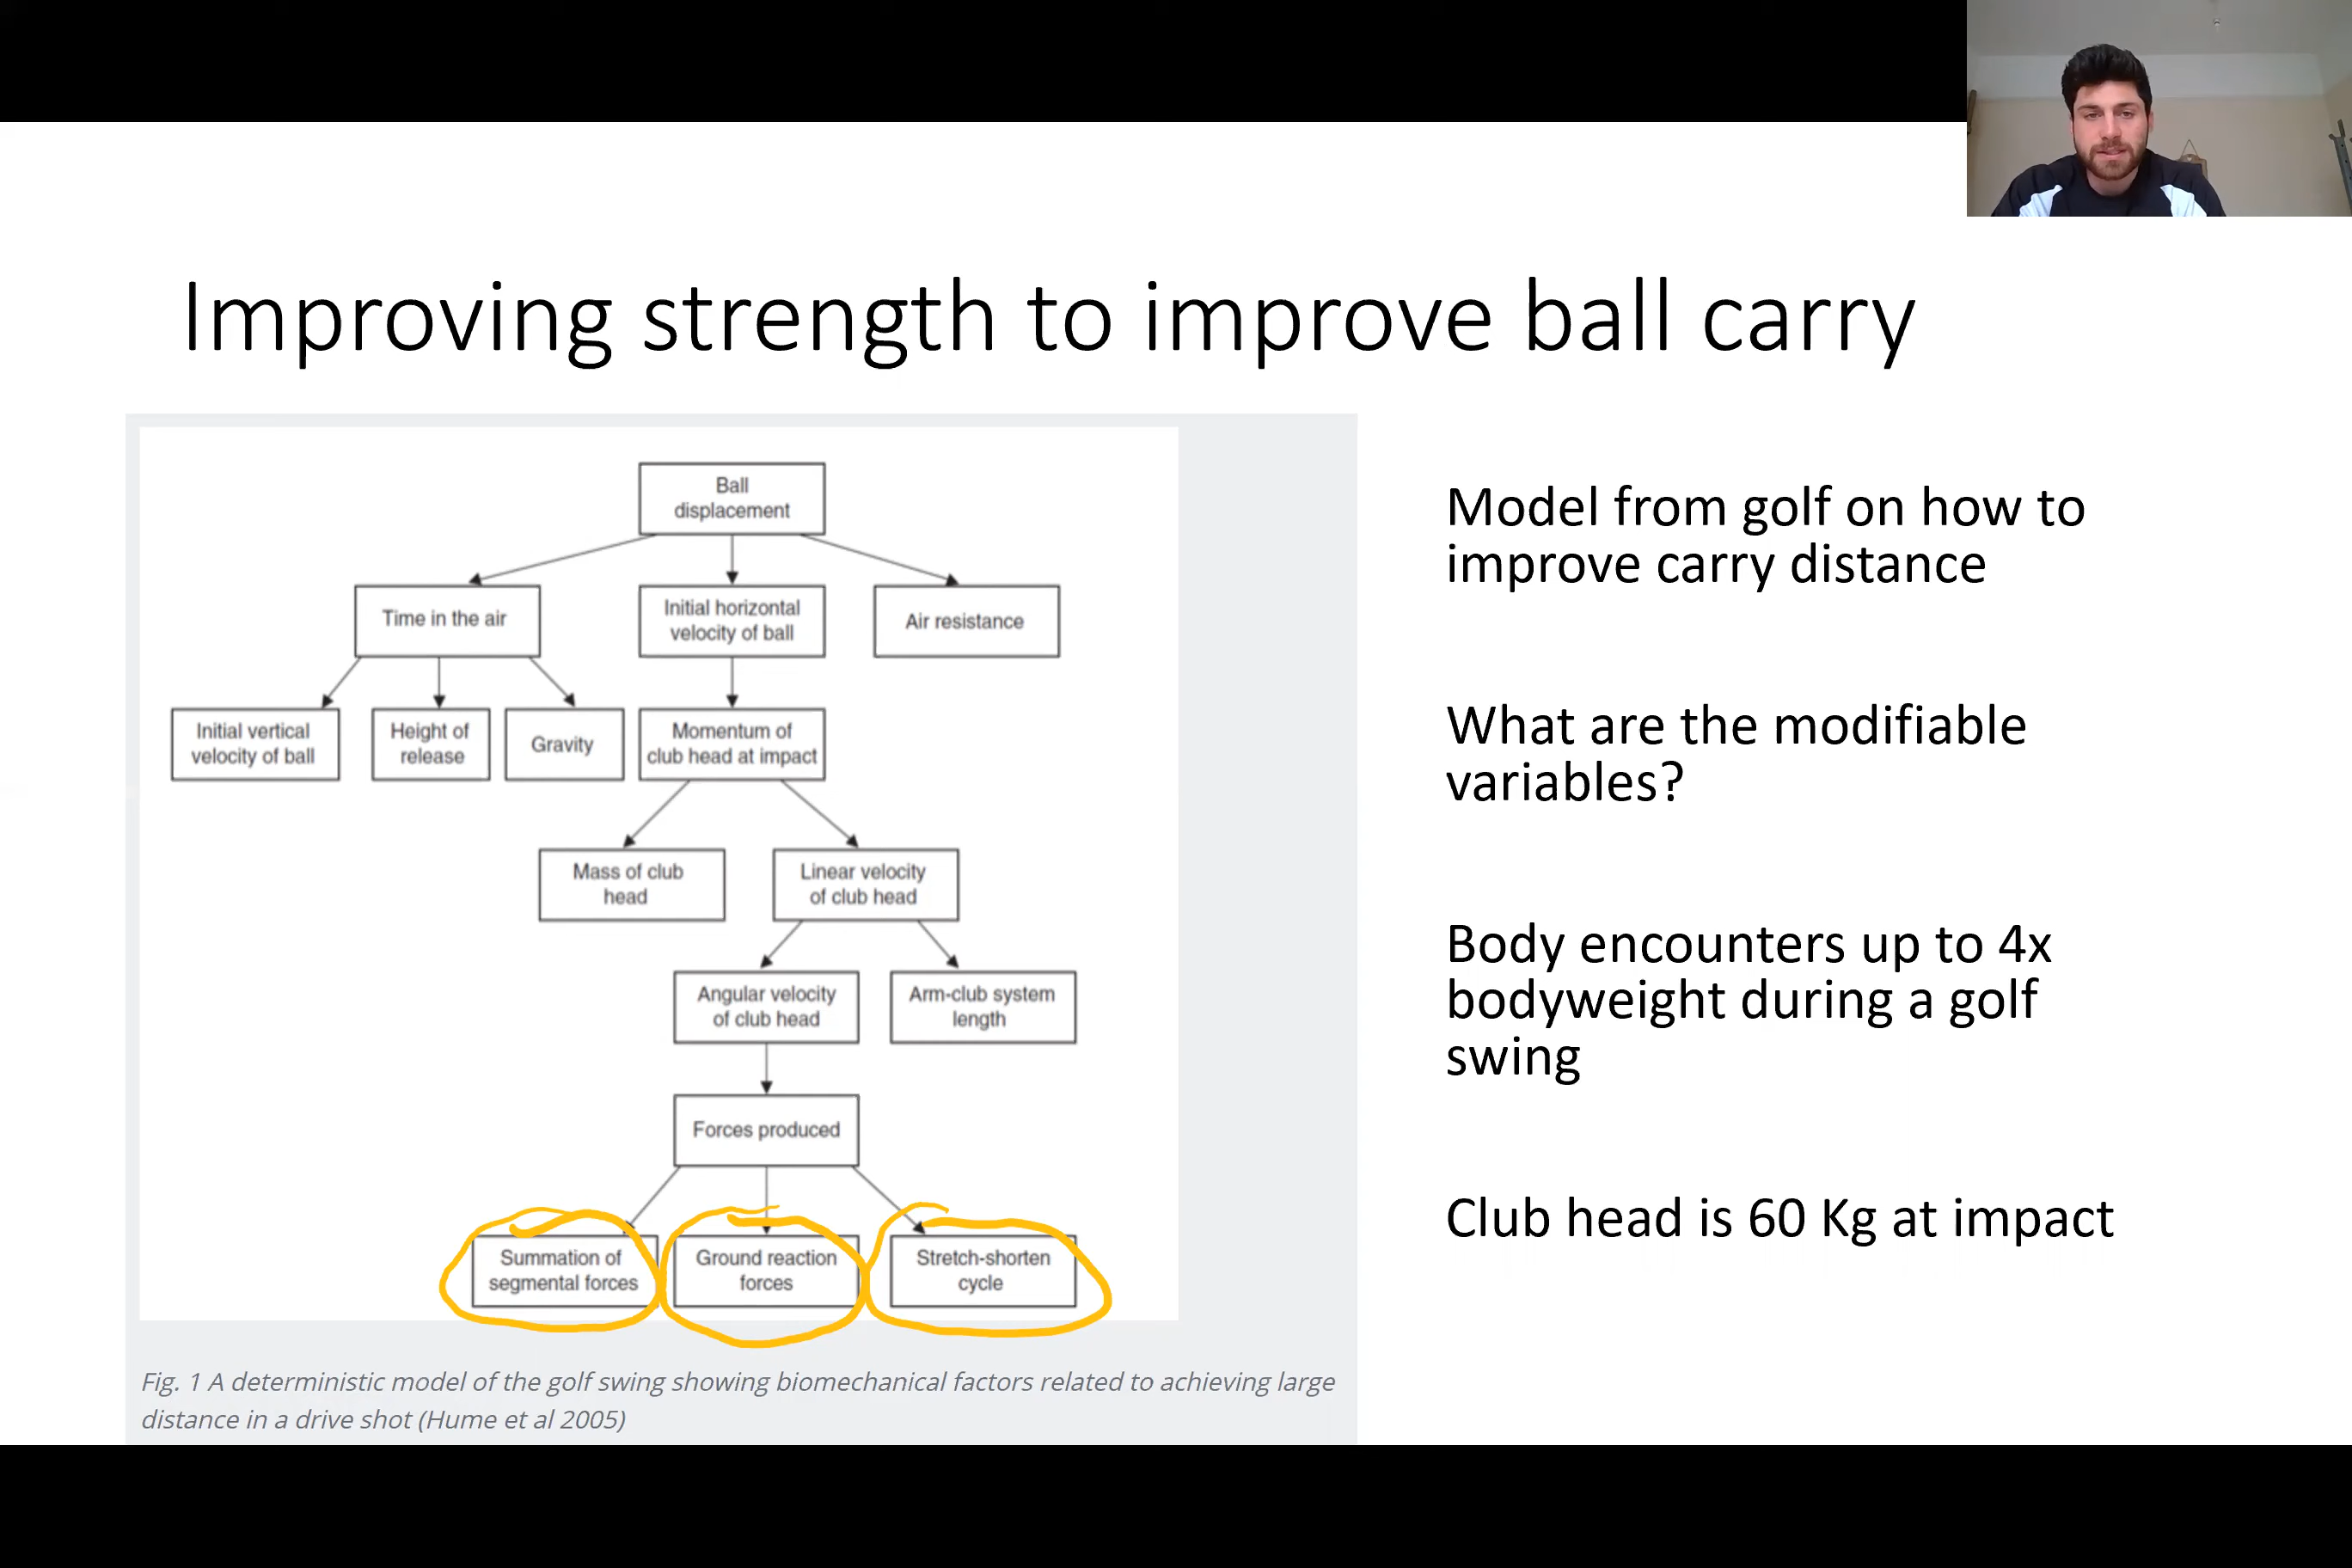 Improving strength to improve ball carry
Ball
displacement
Time in the air
Initial horizontal
velocity of ball
Air resistance
Initial vertical
velocity of ball
Height of
release
Gravity
Momentum of
club head at impact
Mass of club
head
Linear velocity
of club head
Angular velocity
of club head
Arm-club system
length
Forces produced
Summation of
segmental forces
Ground reaction
forces
Stretch-shorten
cycle
Fig. 1 A deterministic model of the golf swing showing biomechanical factors related to achieving large
distance in a drive shot (Hume et al 2005)
Model from golf on how to
improve carry distance
What are the modifiable
variables?
Body encounters up to 4x
bodyweight during a golf
swing
Club head is 60 Kg at impact